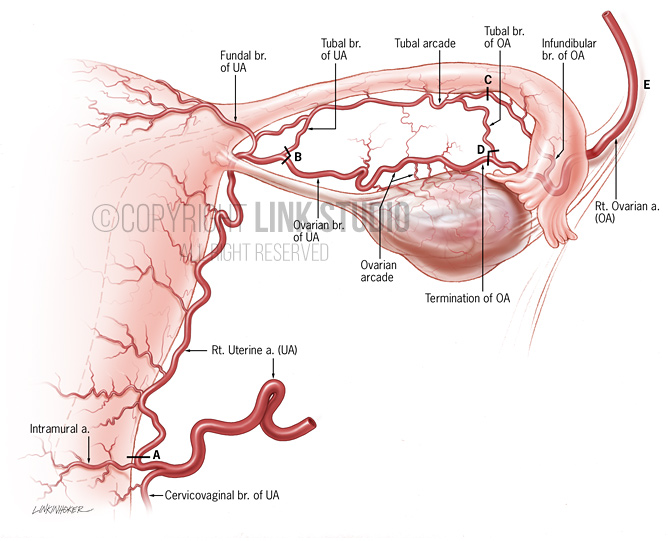 Fundal br.
of UA
Tubal br.
of UA
Tubal arcade
Tubal br.
of OA
Infundibular
br. of OA
C
E
B
D
Rt. Ovarian a.
(OA)
©COPYRIGHT LINK STUDIO
ALL RIGHT RESERVED
Ovarian br.
of UA
Ovarian
arcade
Termination of OA
Rt. Uterine a. (UA)
Intramural a.
A
Cervicovaginal br. of UA
LINKINHOKER